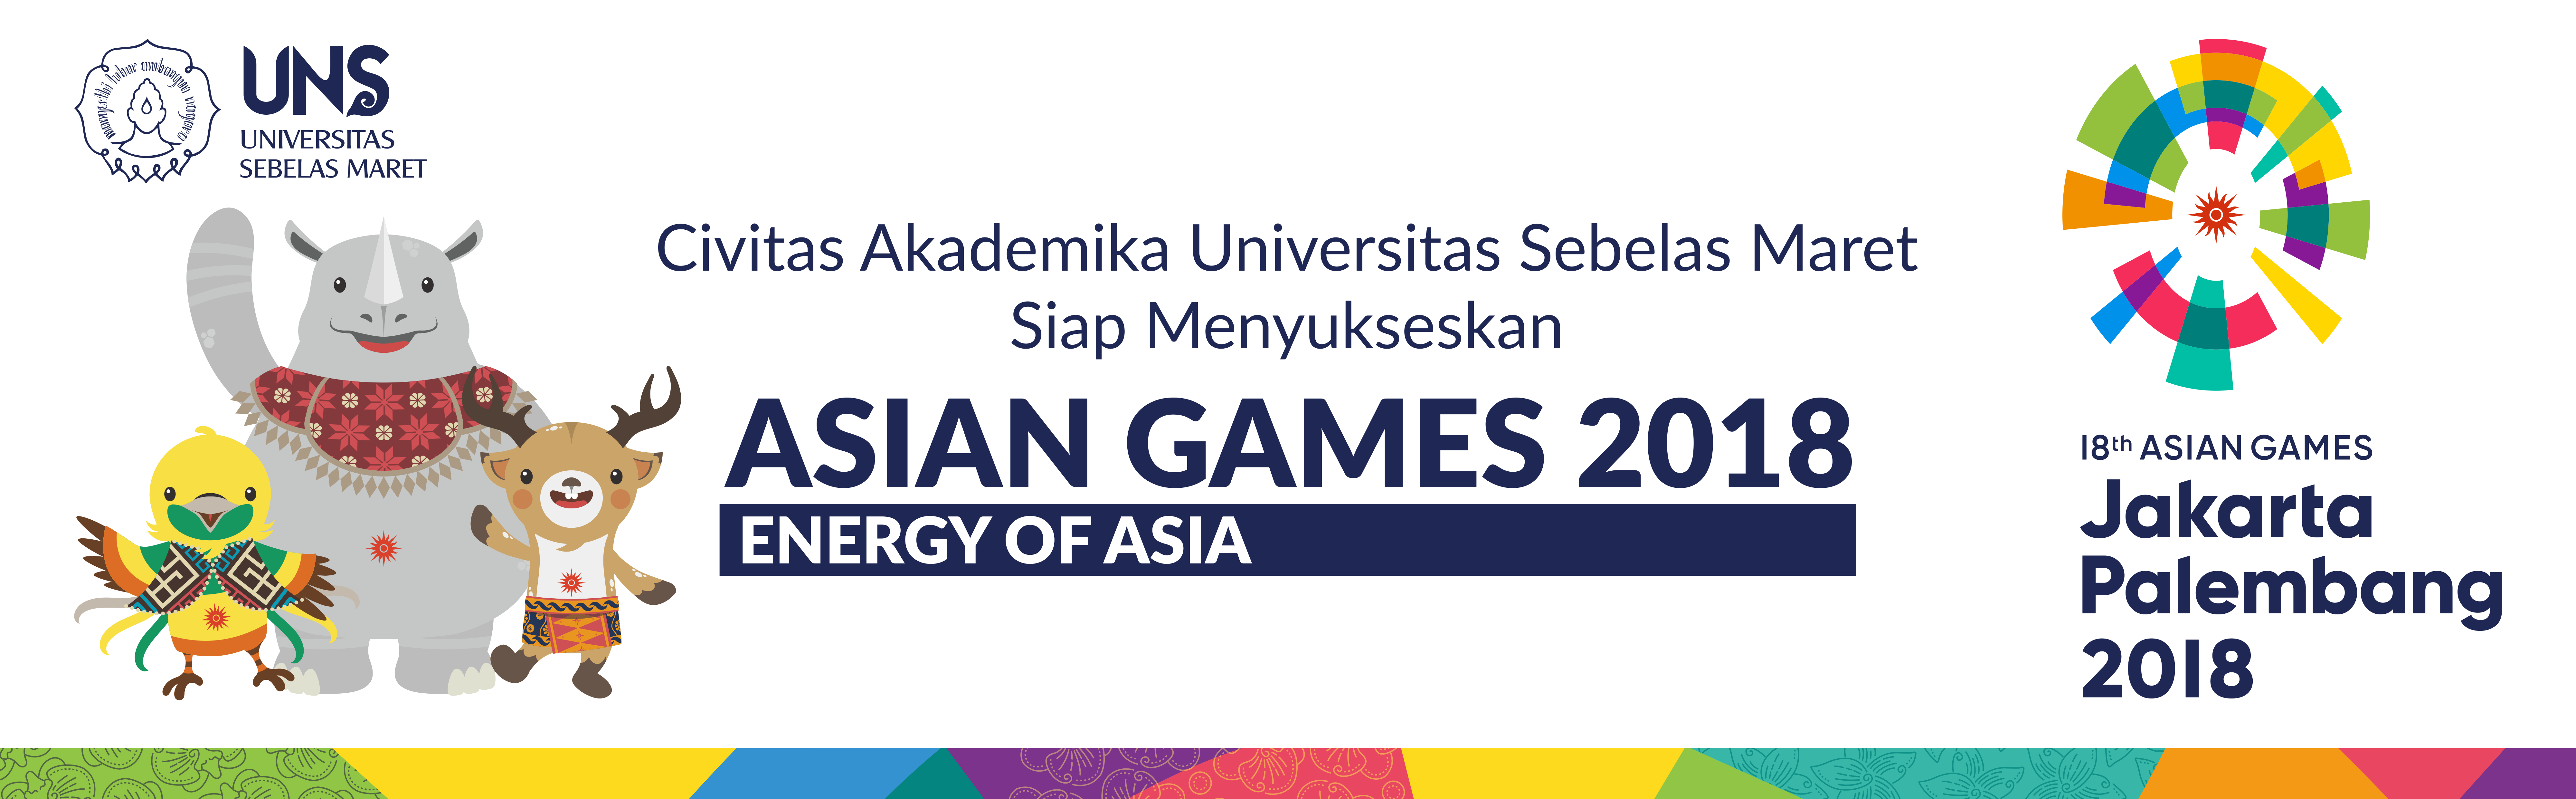 UNS
UNIVERSITAS
SEBELAS MARET
Civitas Akademika Universitas Sebelas Maret
Siap Menyukseskan
ASIAN GAMES 2018
ENERGY OF ASIA
18th ASIAN GAMES
Jakarta
Palembang
2018